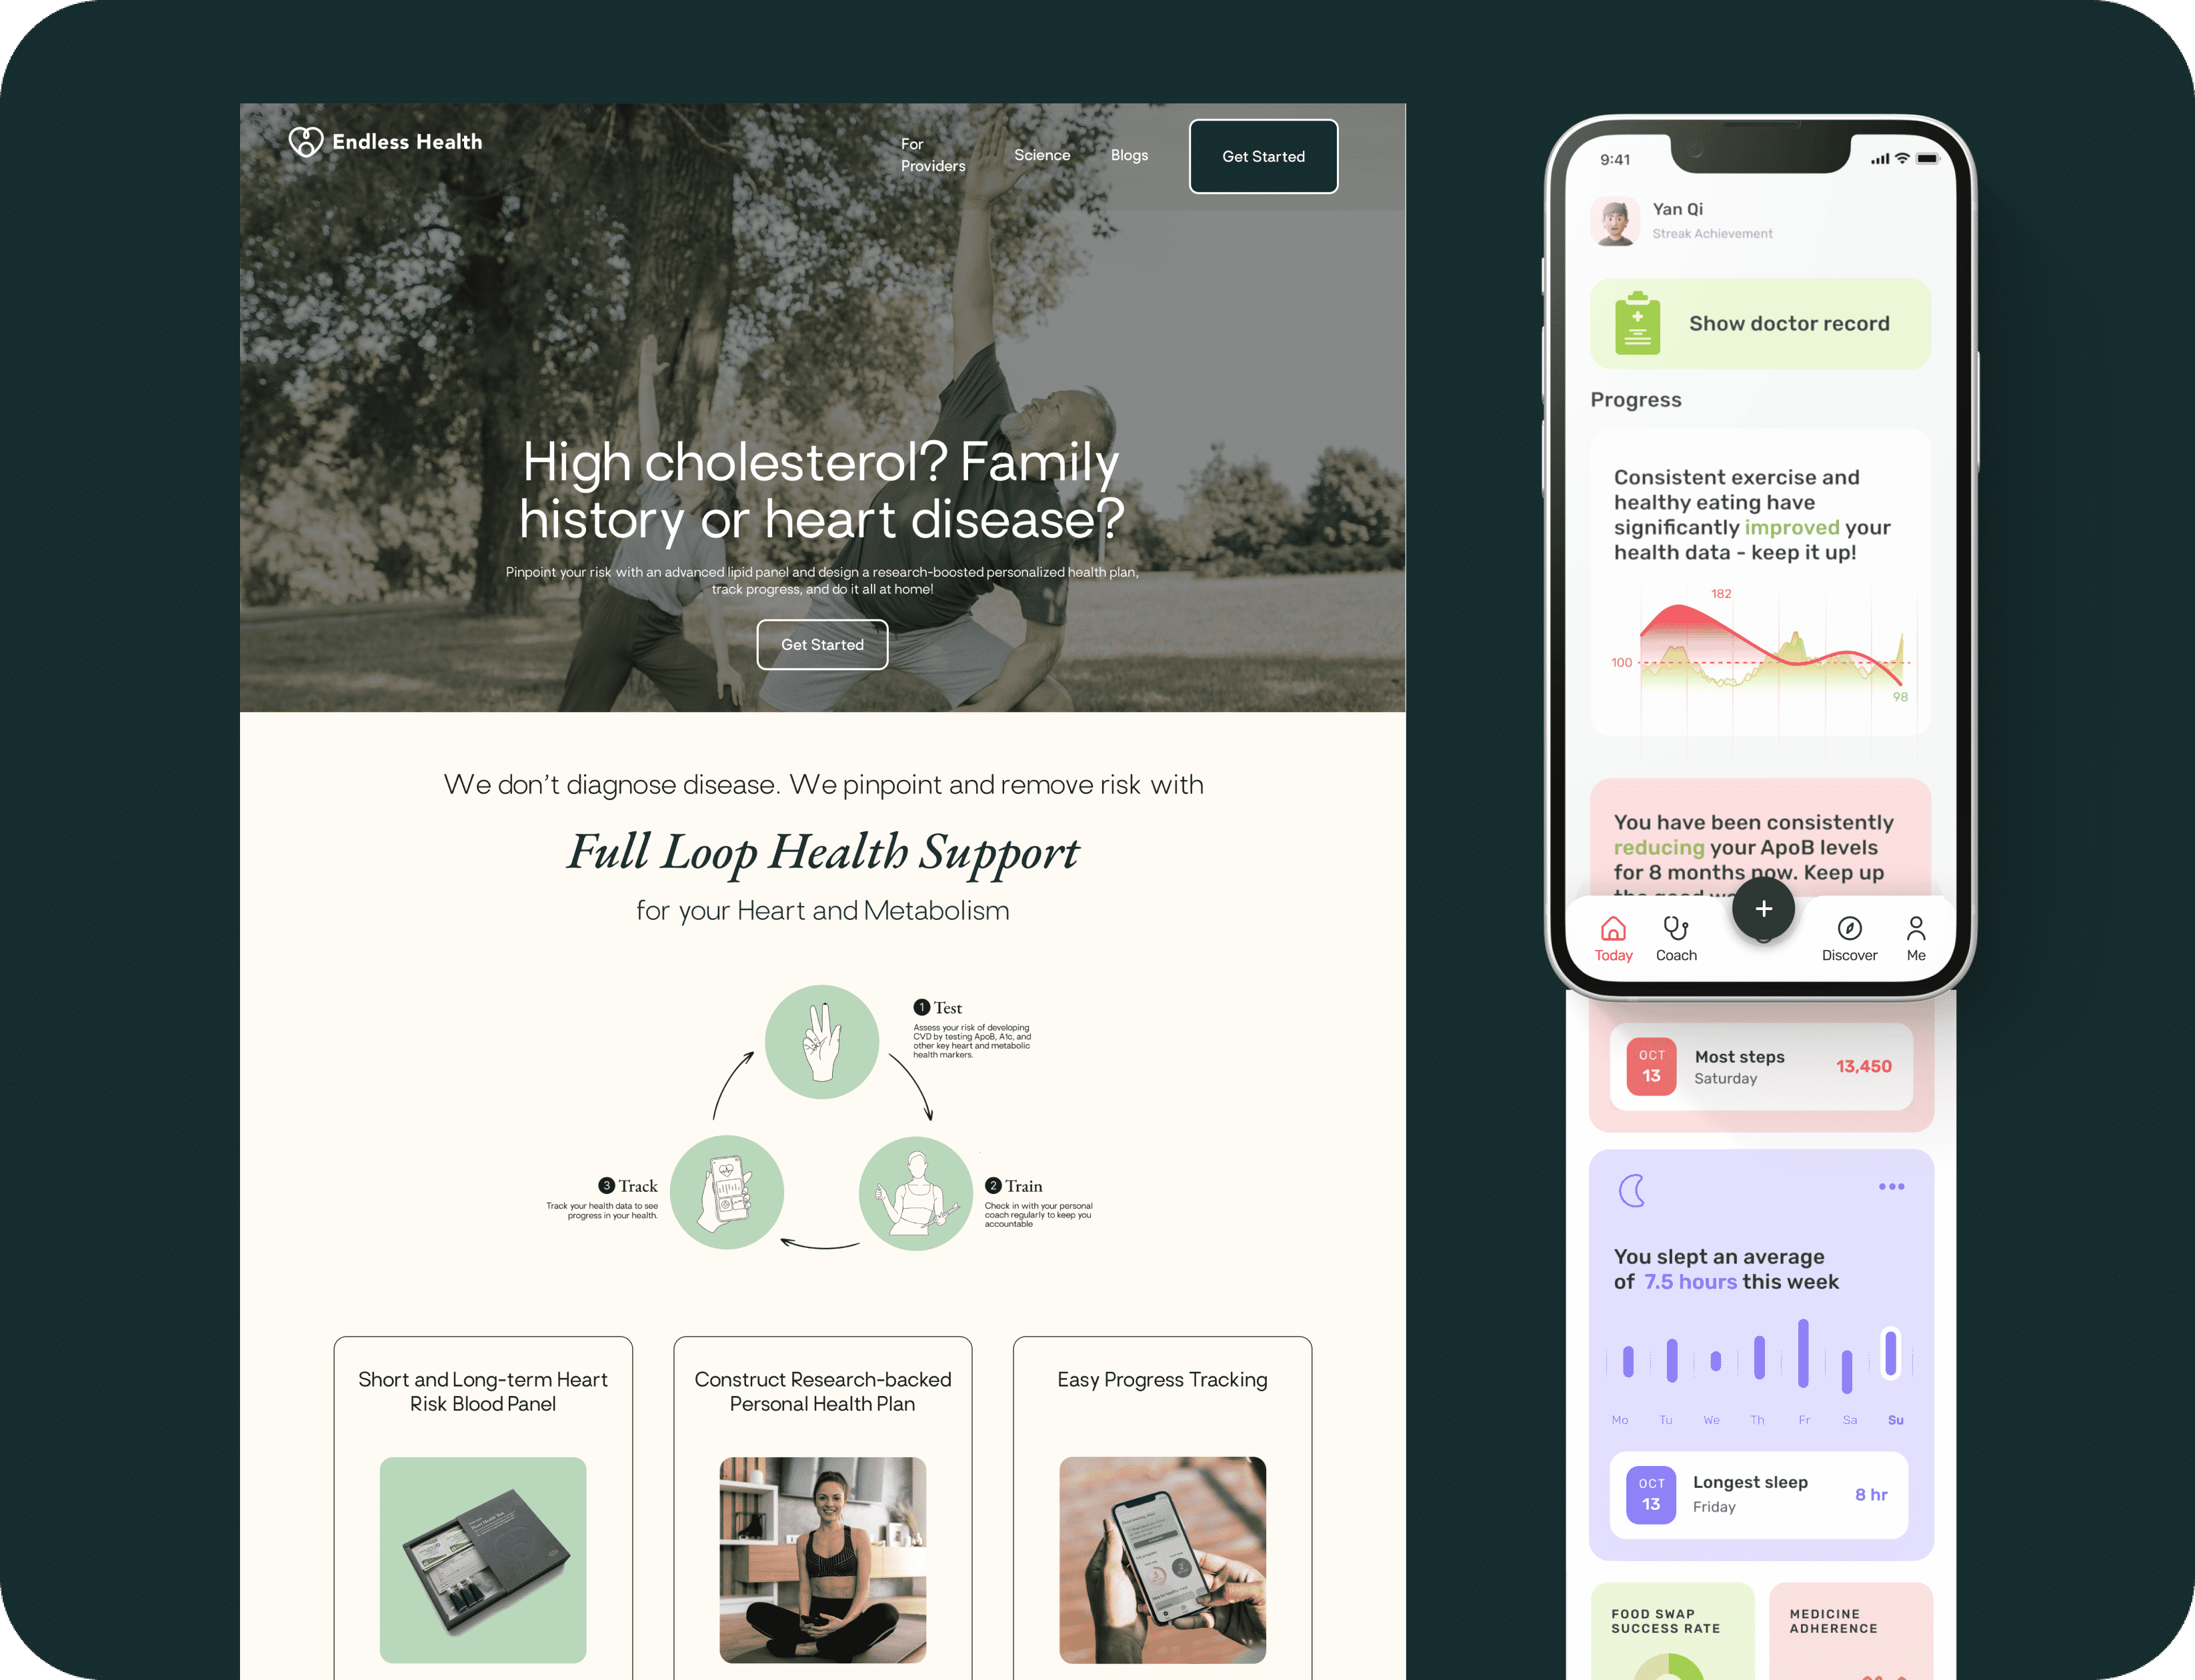 Endless Health
For
Providers
Science
Blogs
Get Started
High cholesterol? Family
history or heart disease?
Pinpoint your risk with an advanced lipid panel and design a research-boosted personalized health plan,
track progress, and do it all at home!
Get Started
We don't diagnose disease. We pinpoint and remove risk with
Full Loop Health Support
for your Heart and Metabolism
1 Test
Assess your risk of developing
CVD by testing ApoB, A1c, and
other key heart and metabolic
health markers.
3 Track
Track your health data to see
progress in your health.
2 Train
Check in with your personal
coach regularly to keep you
accountable
Short and Long-term Heart
Risk Blood Panel
Construct Research-backed
Personal Health Plan
Easy Progress Tracking
9:41
Yan Qi
Streak Achievement
Show doctor record
Progress
Consistent exercise and
healthy eating have
significantly improved your
health data - keep it up!
182
100
98
You have been consistently
reducing your ApoB levels
for 8 months now. Keep up
the good
Today
Coach
+
Discover
Me
OCT
13
Most steps
Saturday
13,450
You slept an average
of 7.5 hours this week
Mo Tu We Th Fr Sa Su
OCT
13
Longest sleep
Friday
8 hr
FOOD SWAP
SUCCESS RATE
MEDICINE
ADHERENCE